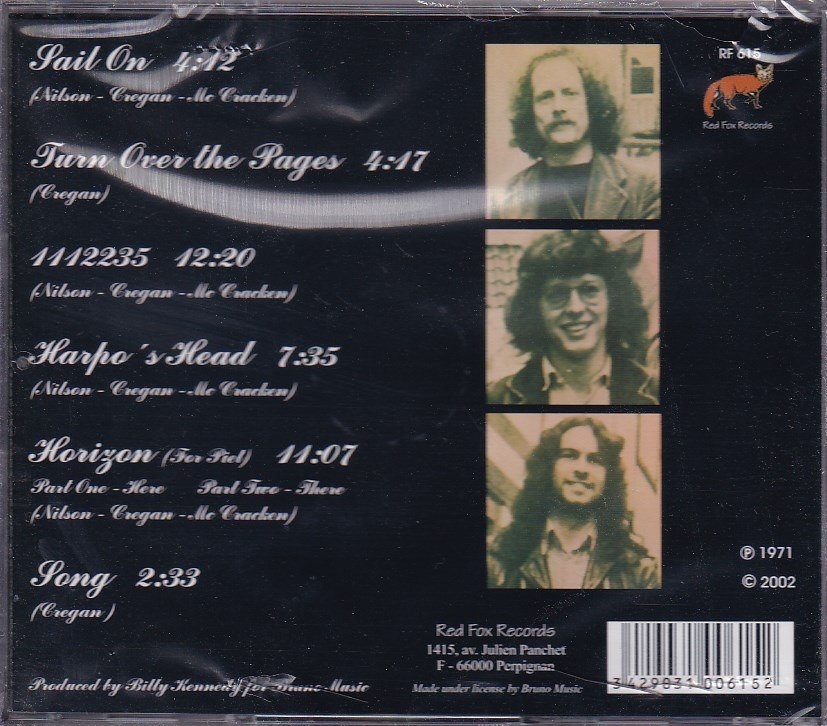 Sail On 4:12
(Nilson - Cregan - Mc Cracken)
Turn Over the Pages 4:17
(Cregan)
1112235 12:20
(Nilson - Cregan - Mc Cracken)
Harpo´s Head 7:35
(Nilson - Cregan - Mc Cracken)
Horizon (For Piet) 11:07
Part One - Here Part Two - There
(Nilson - Cregan - Mc Cracken)
Song 2:33
(Cregan )
Produced by Billy Kennedy for Bruno Music
RF 615
Red Fox Records
℗ 1971
© 2002
Red Fox Records
1415, av. Julien Panchet
F - 66000 Perpignan
Made under license by Bruno Music
3 429831 006152